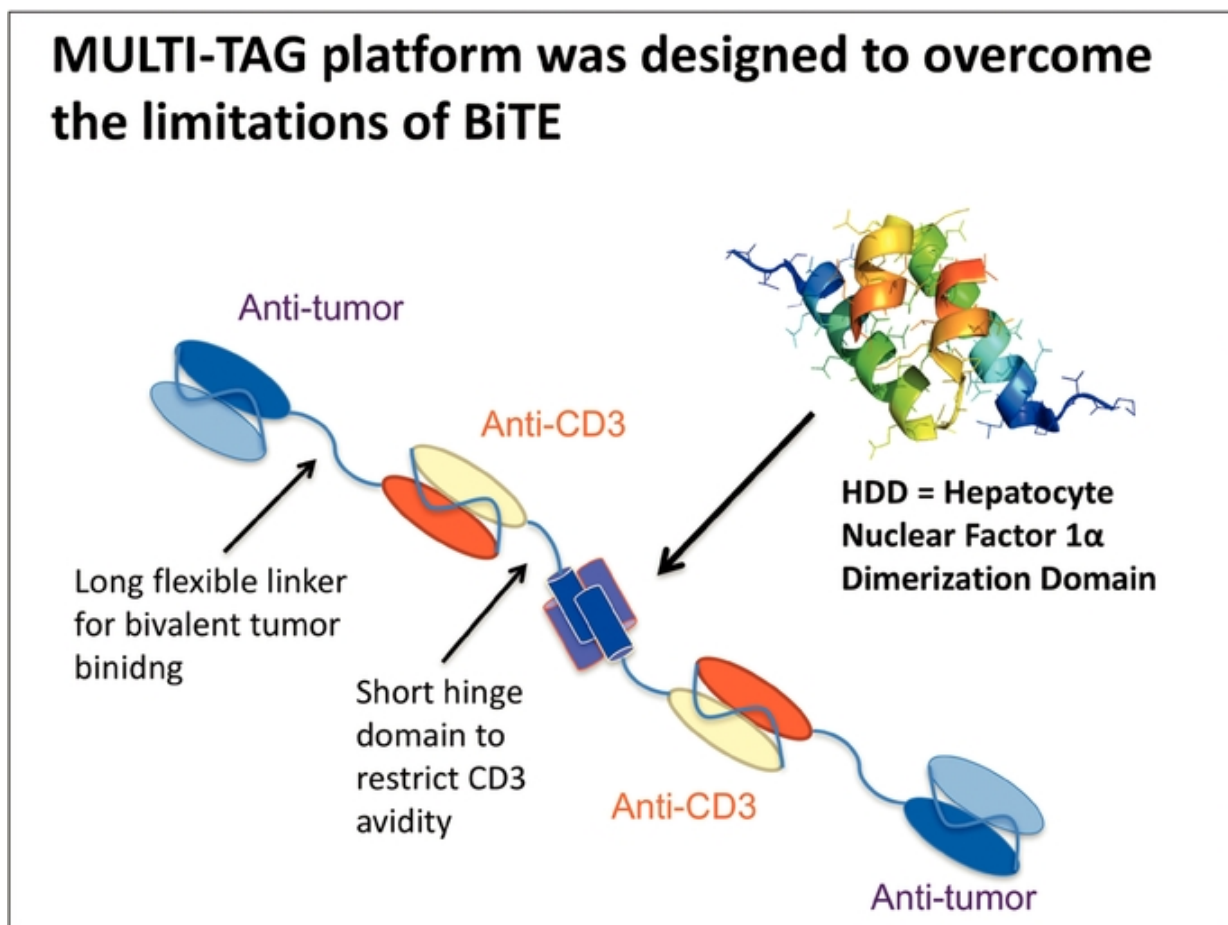 MULTI-TAG platform was designed to overcome
the limitations of BiTE
Anti-tumor
Anti-CD3
HDD = Hepatocyte
Nuclear Factor 1α
Dimerization Domain
Long flexible linker
for bivalent tumor
binidng
Short hinge
domain to
restrict CD3
avidity
Anti-CD3
Anti-tumor